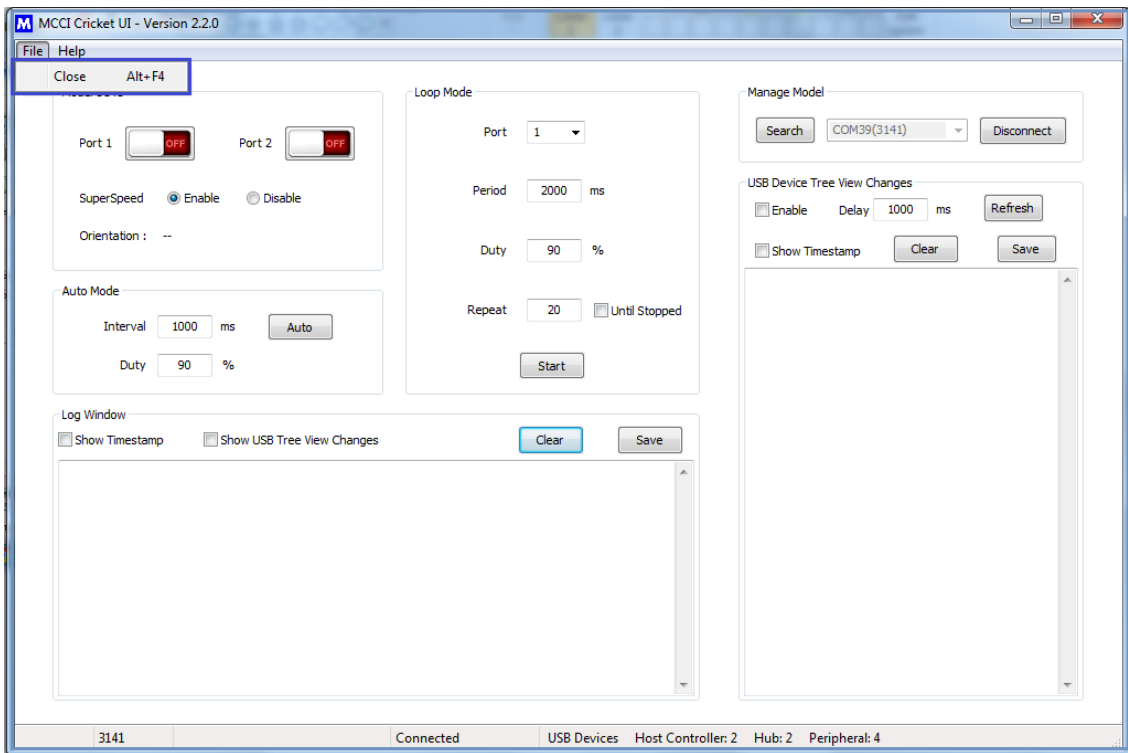 MCCI Cricket UI - Version 2.2.0
File Help
Close Alt+F4
Loop Mode
Manage Model
Port 1 OFF Port 2 OFF
Port 1
Search COM39(3141) Disconnect
SuperSpeed Enable Disable
Period 2000 ms
USB Device Tree View Changes
Enable Delay 1000 ms Refresh
Orientation : --
Duty 90 %
Show Timestamp Clear Save
Auto Mode
Interval 1000 ms Auto
Repeat 20 Until Stopped
Duty 90 %
Start
Log Window
Show Timestamp Show USB Tree View Changes Clear Save
3141 Connected USB Devices Host Controller: 2 Hub: 2 Peripheral: 4